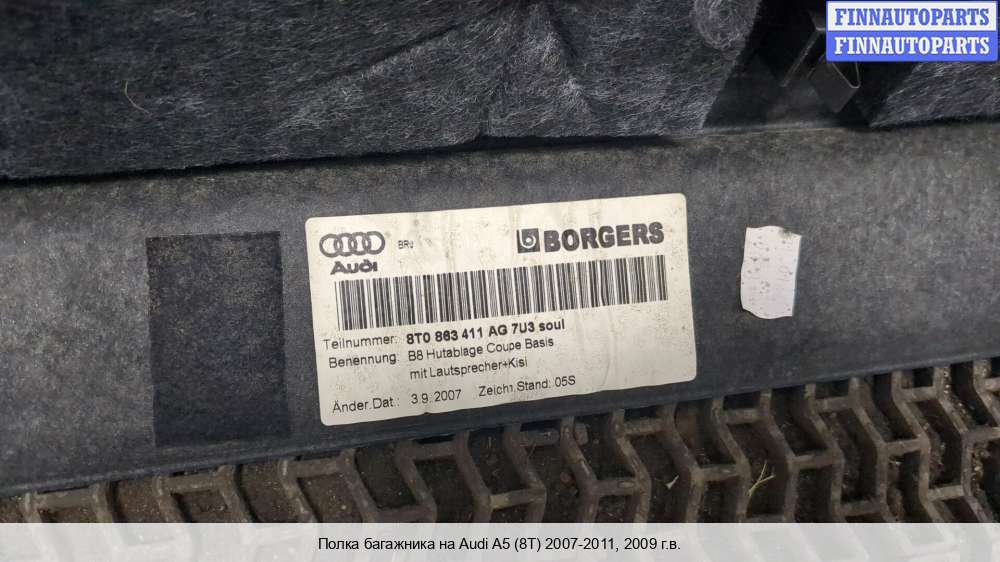 FINNAUTOPARTS
FINNAUTOPARTS
Audi
BRU
BORGERS
Teilnummer: 8T0 863 411 AG 7U3 soul
Benennung: B8 Hutablage Coupe Basis
mit Lautsprecher+Kisi
Änder.Dat.: 3.9.2007 Zeichn.Stand: 05S
Полка багажника на Audi A5 (8T) 2007-2011, 2009 г.в.